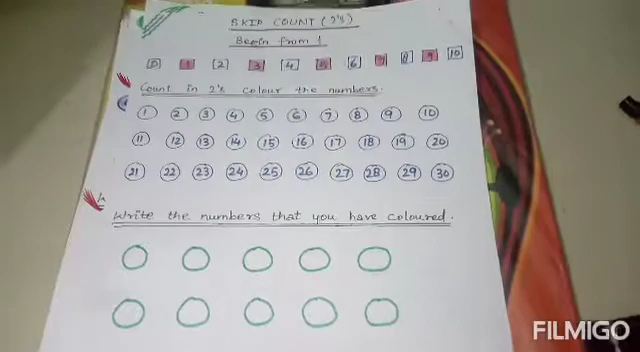 SKIP COUNT (2's)
Begin from 1
0 1 2 3 4 5 6 7 8 9 10
Count in 2's colour the numbers.
1 2 3 4 5 6 7 8 9 10
11 12 13 14 15 16 17 18 19 20
21 22 23 24 25 26 27 28 29 30
Write the numbers that you have coloured.
FILMIGO